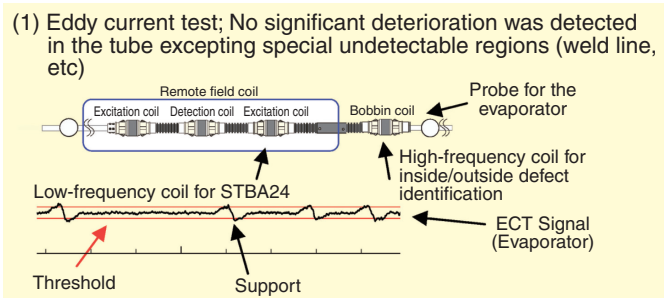 (1) Eddy current test; No significant deterioration was detected
in the tube excepting special undetectable regions (weld line,
etc)
Remote field coil
Excitation coil Detection coil Excitation coil
Bobbin coil
Probe for the
evaporator
High-frequency coil for
inside/outside defect
identification
Low-frequency coil for STBA24
ECT Signal
(Evaporator)
Threshold
Support